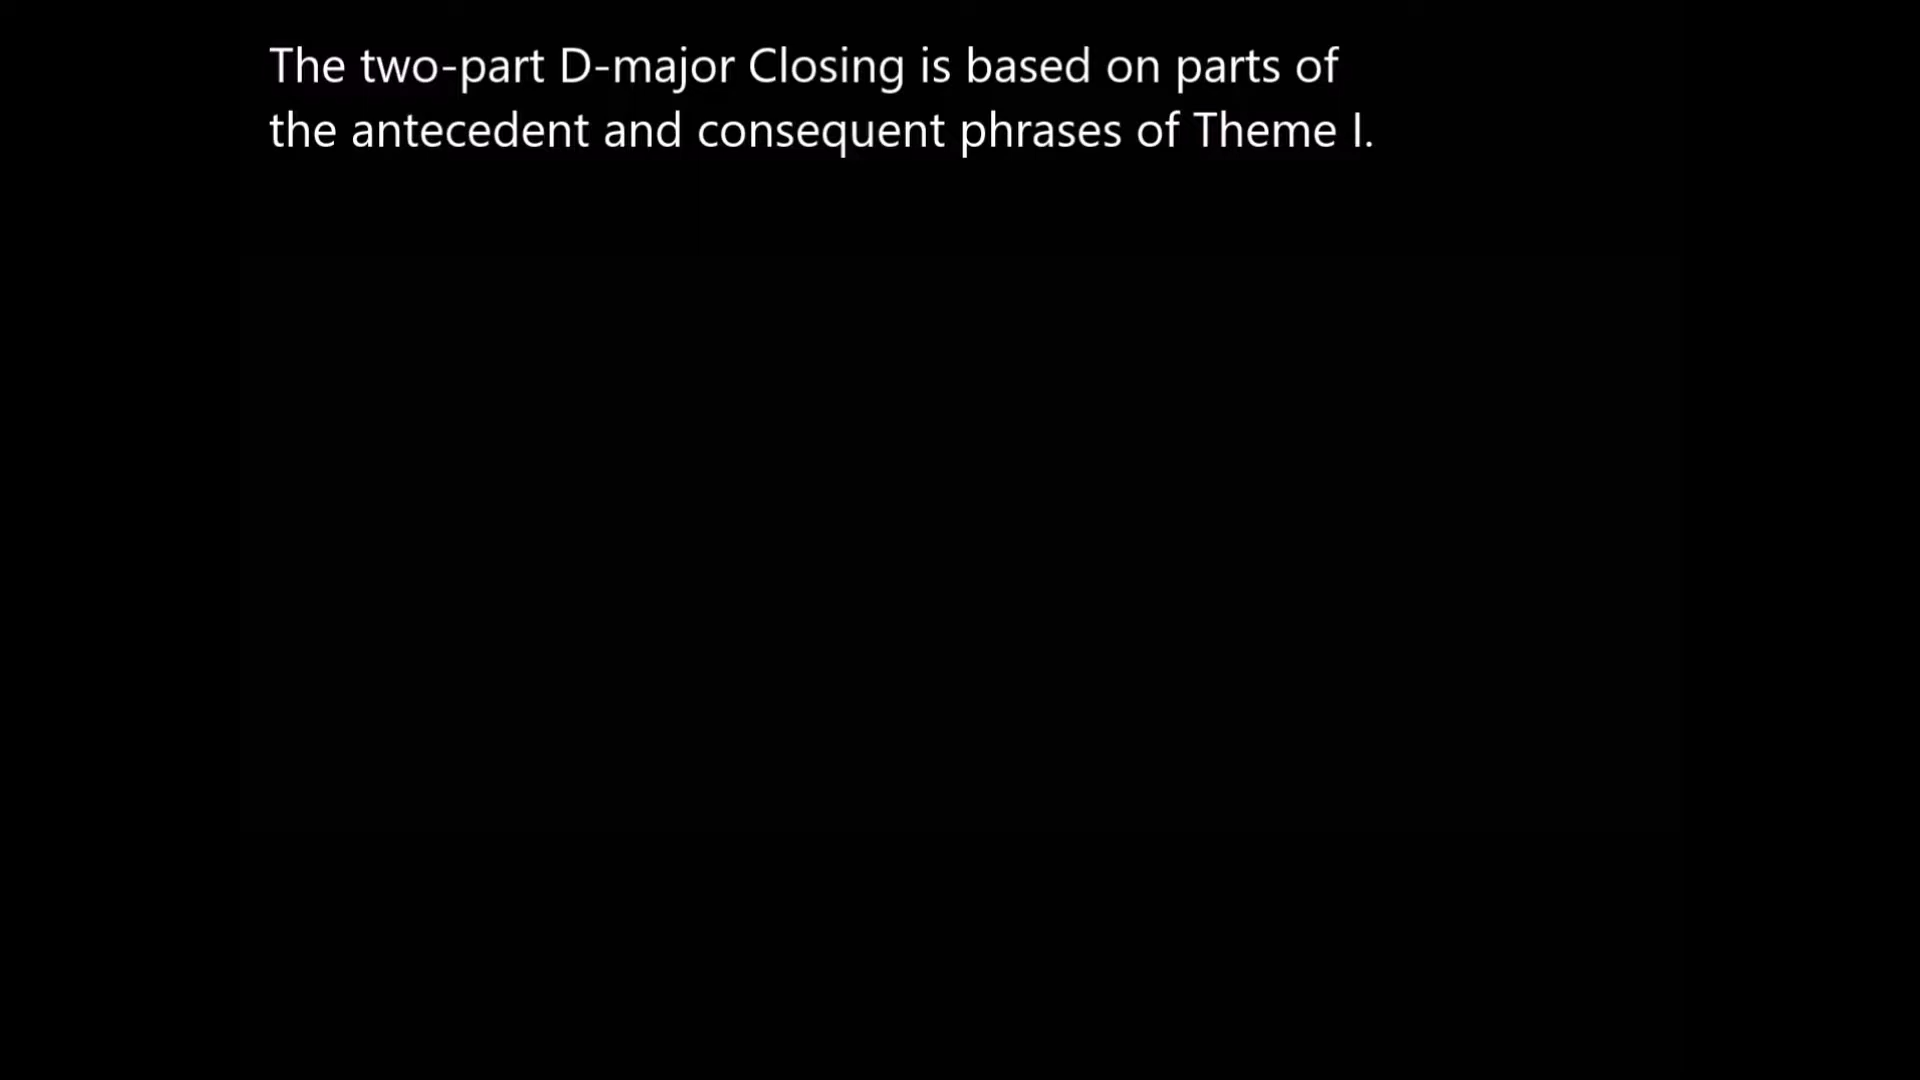 The two-part D-major Closing is based on parts of
the antecedent and consequent phrases of Theme I.